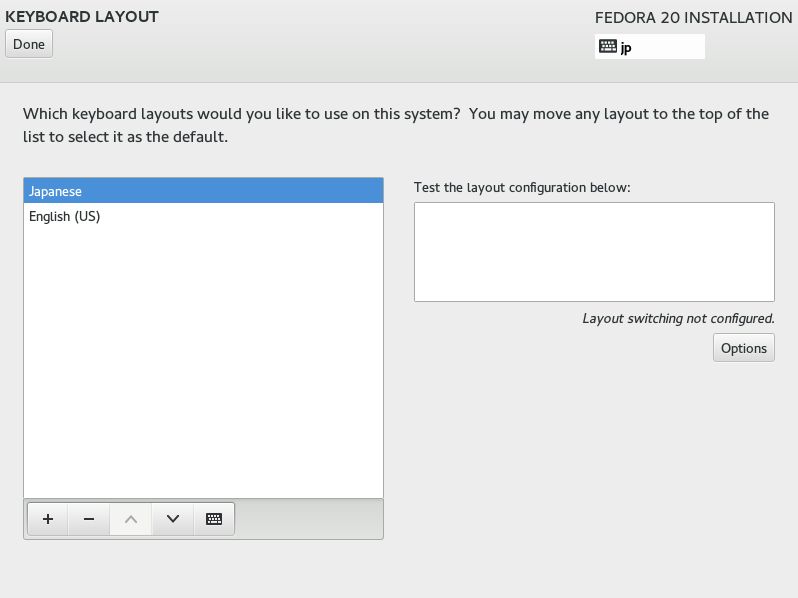 KEYBOARD LAYOUT
FEDORA 20 INSTALLATION
Done
jp
Which keyboard layouts would you like to use on this system?  You may move any layout to the top of the
list to select it as the default.
Japanese
English (US)
Test the layout configuration below:
Layout switching not configured.
Options